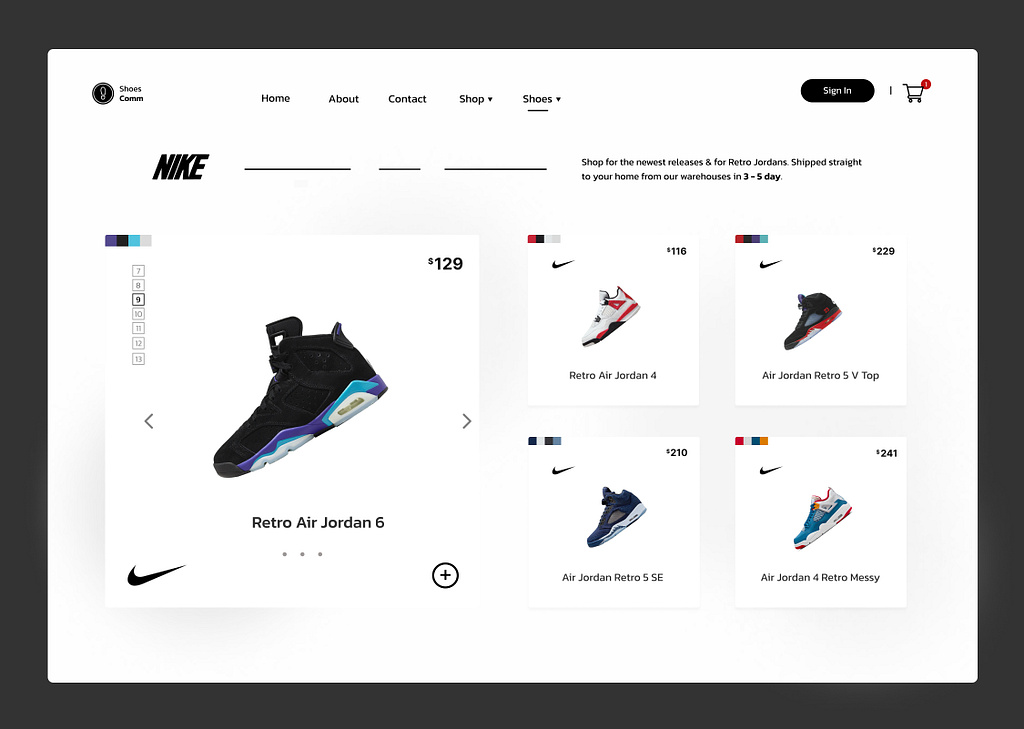 Shoes
Comm
Home
About
Contact
Shop ▾
Shoes ▾
Sign In
1
NIKE
Shop for the newest releases & for Retro Jordans. Shipped straight
to your home from our warehouses in 3 - 5 day.
$129
7
8
9
10
11
12
13
Retro Air Jordan 6
$116
Retro Air Jordan 4
$229
Air Jordan Retro 5 V Top
$210
Air Jordan Retro 5 SE
$241
Air Jordan 4 Retro Messy